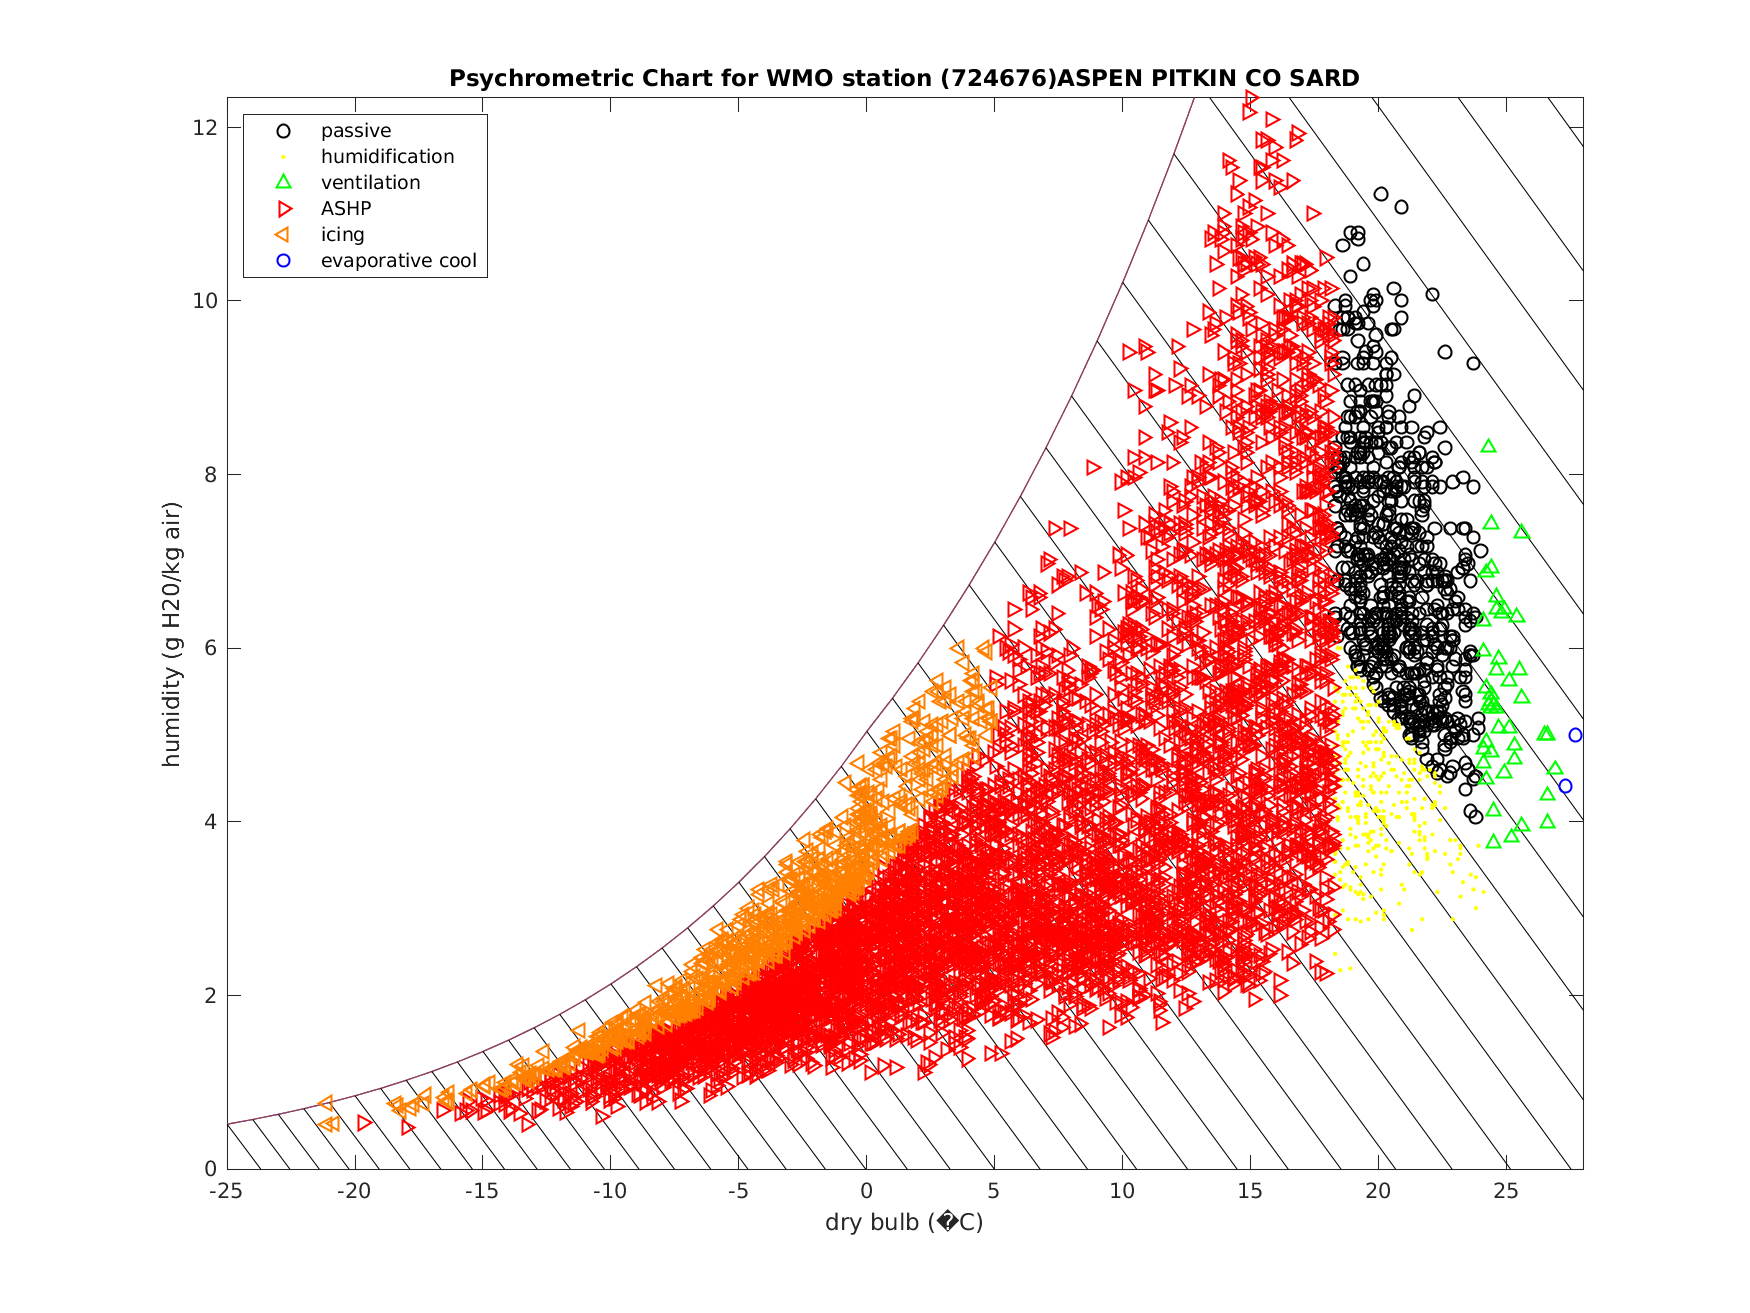 Psychrometric Chart for WMO station (724676)ASPEN PITKIN CO SARD
passive
humidification
ventilation
ASHP
icing
evaporative cool
humidity (g H20/kg air)
12
10
8
6
4
2
0
-25 -20 -15 -10 -5 0 5 10 15 20 25
dry bulb (�C)